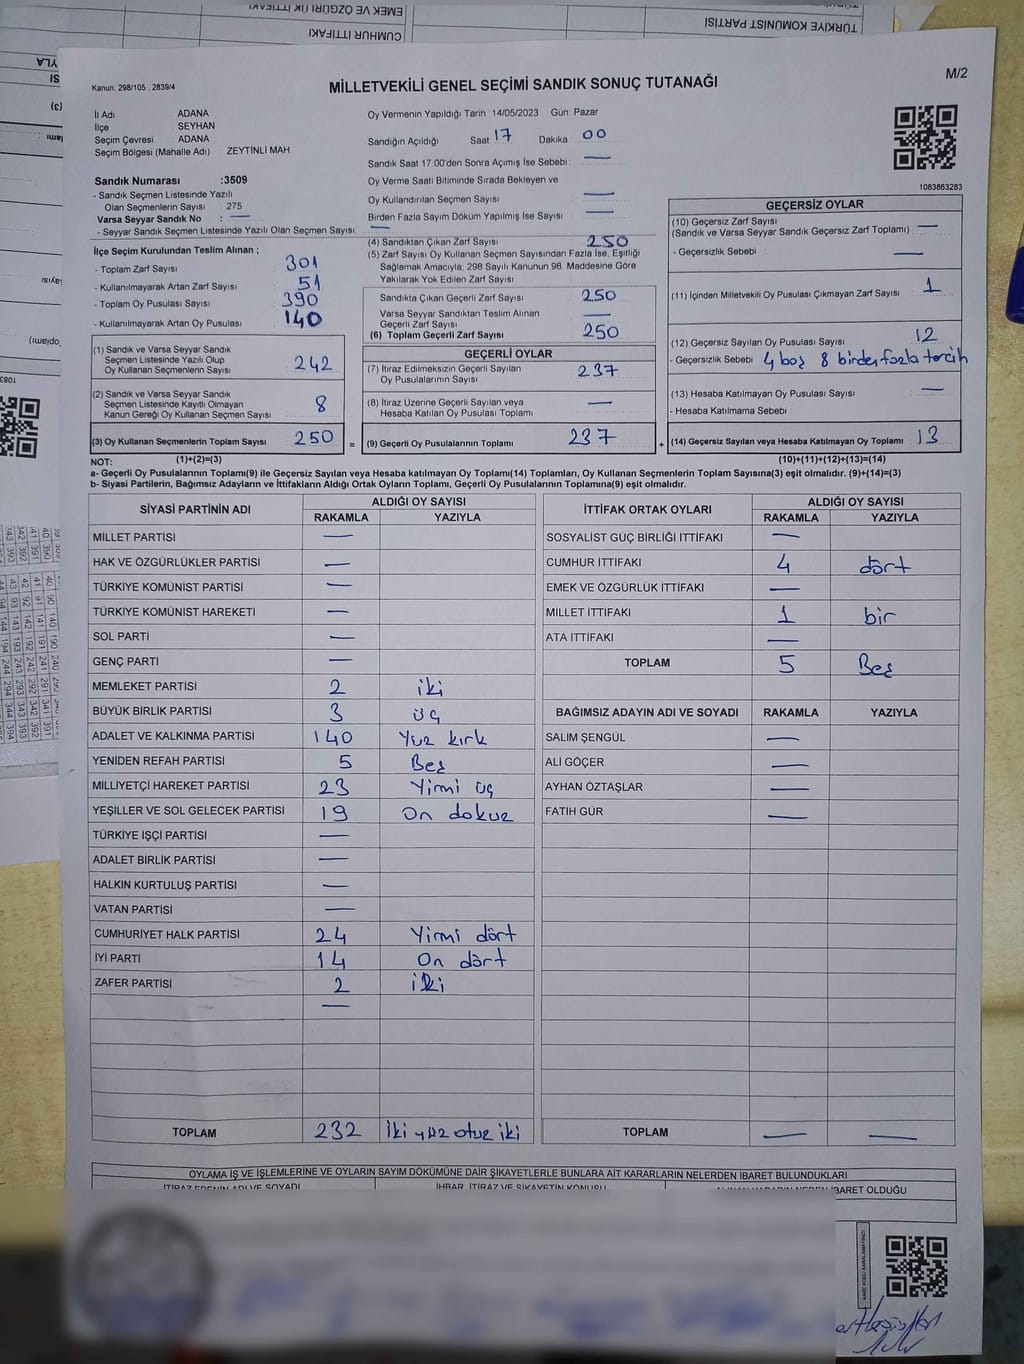 EMEK VE ÖZGÜRLÜK İTTİFAKI
CUMHUR İTTİFAKI
TÜRKİYE KOMÜNİST PARTİSİ
M/2
Kanun: 298/105 , 2839/4
MİLLETVEKİLİ GENEL SEÇİMİ SANDIK SONUÇ TUTANAĞI
İl Adı ADANA
İlçe SEYHAN
Seçim Çevresi ADANA
Seçim Bölgesi (Mahalle Adı) ZEYTİNLİ MAH
Sandık Numarası :3509
- Sandık Seçmen Listesinde Yazılı
Olan Seçmenlerin Sayısı : 275
Varsa Seyyar Sandık No : —
- Seyyar Sandık Seçmen Listesinde Yazılı Olan Seçmen Sayısı: —
Oy Vermenin Yapıldığı Tarih :14/05/2023 Gün: Pazar
Sandığın Açıldığı Saat 17 Dakika 00
Sandık Saat 17:00'den Sonra Açımış İse Sebebi: —
Oy Verme Saati Bitiminde Sırada Bekleyen ve
Oy Kullandırılan Seçmen Sayısı —
Birden Fazla Sayım Döküm Yapılmış İse Sayısı —
1083863283
İlçe Seçim Kurulundan Teslim Alınan ;
- Toplam Zarf Sayısı 301
- Kullanılmayarak Artan Zarf Sayısı 51
- Toplam Oy Pusulası Sayısı 390
- Kullanılmayarak Artan Oy Pusulası 140
(4) Sandıktan Çıkan Zarf Sayısı 250
(5) Zarf Sayısı Oy Kullanan Seçmen Sayısından Fazla İse, Eşitliği
Sağlamak Amacıyla, 298 Sayılı Kanunun 98. Maddesine Göre
Yakılarak Yok Edilen Zarf Sayısı
Sandıkta Çıkan Geçerli Zarf Sayısı 250
Varsa Seyyar Sandıktan Teslim Alınan
Geçerli Zarf Sayısı —
(6) Toplam Geçerli Zarf Sayısı 250
GEÇERSİZ OYLAR
(10) Geçersiz Zarf Sayısı
(Sandık ve Varsa Seyyar Sandık Geçersiz Zarf Toplamı) —
- Geçersizlik Sebebi : —
(11) İçinden Milletvekili Oy Pusulası Çıkmayan Zarf Sayısı 1
(12) Geçersiz Sayılan Oy Pusulası Sayısı 12
- Geçersizlik Sebebi 4 boş 8 birden fazla tercih
(13) Hesaba Katılmayan Oy Pusulası Sayısı —
- Hesaba Katılmama Sebebi :
(14) Geçersiz Sayılan veya Hesaba Katılmayan Oy Toplamı 13
(1) Sandık ve Varsa Seyyar Sandık
Seçmen Listesinde Yazılı Olup
Oy Kullanan Seçmenlerin Sayısı 242
(2) Sandık ve Varsa Seyyar Sandık
Seçmen Listesinde Kayıtlı Olmayan
Kanun Gereği Oy Kullanan Seçmen Sayısı 8
(3) Oy Kullanan Seçmenlerin Toplam Sayısı 250 =
GEÇERLİ OYLAR
(7) İtiraz Edilmeksizin Geçerli Sayılan
Oy Pusulalarının Sayısı 237
(8) İtiraz Üzerine Geçerli Sayılan veya
Hesaba Katılan Oy Pusulası Toplamı —
(9) Geçerli Oy Pusulalarının Toplamı 237 +
(1)+(2)=(3)
(10)+(11)+(12)+(13)=(14)
NOT:
a- Geçerli Oy Pusulalarının Toplamı(9) ile Geçersiz Sayılan veya Hesaba katılmayan Oy Toplamı(14) Toplamları, Oy Kullanan Seçmenlerin Toplam Sayısına(3) eşit olmalıdır. (9)+(14)=(3)
b- Siyasi Partilerin, Bağımsız Adayların ve İttifakların Aldığı Ortak Oyların Toplamı, Geçerli Oy Pusulalarının Toplamına(9) eşit olmalıdır.
SİYASİ PARTİNİN ADI ALDIĞI OY SAYISI
RAKAMLA YAZIYLA
MİLLET PARTİSİ —
HAK VE ÖZGÜRLÜKLER PARTİSİ —
TÜRKİYE KOMÜNİST PARTİSİ —
TÜRKİYE KOMÜNİST HAREKETİ —
SOL PARTİ —
GENÇ PARTİ —
MEMLEKET PARTİSİ 2 iki
BÜYÜK BİRLİK PARTİSİ 3 üç
ADALET VE KALKINMA PARTİSİ 140 Yüz kırk
YENİDEN REFAH PARTİSİ 5 Beş
MİLLİYETÇİ HAREKET PARTİSİ 23 Yirmi üç
YEŞİLLER VE SOL GELECEK PARTİSİ 19 On dokuz
TÜRKİYE İŞÇİ PARTİSİ —
ADALET BİRLİK PARTİSİ —
HALKIN KURTULUŞ PARTİSİ —
VATAN PARTİSİ —
CUMHURİYET HALK PARTİSİ 24 Yirmi dört
İYİ PARTİ 14 On dört
ZAFER PARTİSİ 2 iki
—
TOPLAM 232 İki yüz otuz iki
İTTİFAK ORTAK OYLARI ALDIĞI OY SAYISI
RAKAMLA YAZIYLA
SOSYALİST GÜÇ BİRLİĞİ İTTİFAKI
CUMHUR İTTİFAKI 4 dört
EMEK VE ÖZGÜRLÜK İTTİFAKI —
MİLLET İTTİFAKI 1 bir
ATA İTTİFAKI —
TOPLAM 5 Beş
BAĞIMSIZ ADAYIN ADI VE SOYADI RAKAMLA YAZIYLA
SALIM ŞENGÜL —
ALİ GÖÇER —
AYHAN ÖZTAŞLAR —
FATİH GÜR —
TOPLAM — —
OYLAMA İŞ VE İŞLEMLERİNE VE OYLARIN SAYIM DÖKÜMÜNE DAİR ŞİKAYETLERLE BUNLARA AİT KARARLARIN NELERDEN İBARET BULUNDUKLARI
İTİRAZ EDENİN ADI VE SOYADI İHBAR, İTİRAZ VE ŞİKAYETİN KONUSU İBARET OLDUĞU